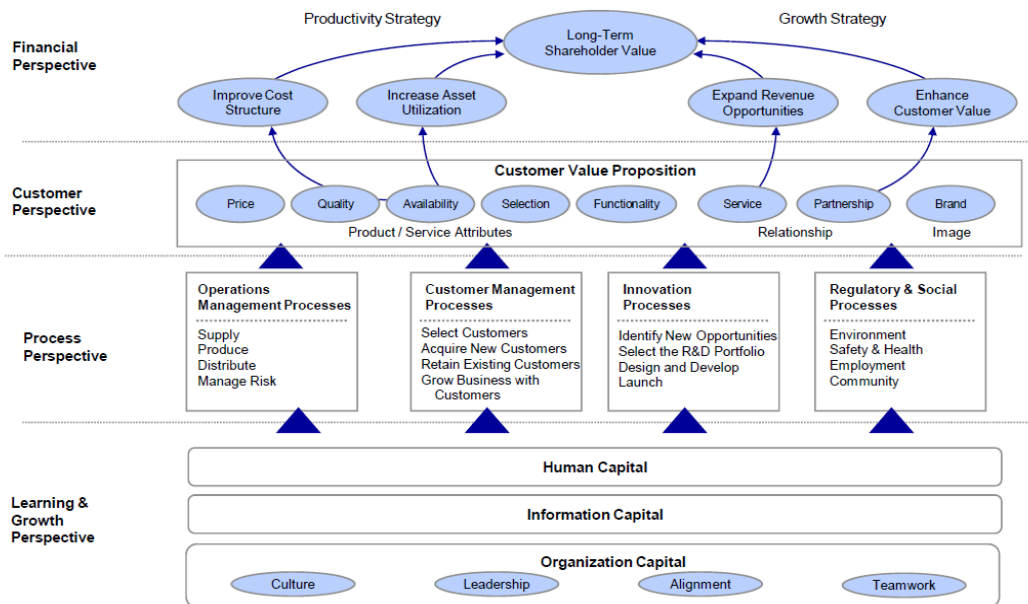 Productivity Strategy
Growth Strategy
Financial
Perspective
Long-Term
Shareholder Value
Improve Cost
Structure
Increase Asset
Utilization
Expand Revenue
Opportunities
Enhance
Customer Value
Customer
Perspective
Customer Value Proposition
Price
Quality
Availability
Selection
Functionality
Service
Partnership
Brand
Product / Service Attributes
Relationship
Image
Process
Perspective
Operations
Management Processes
Supply
Produce
Distribute
Manage Risk
Customer Management
Processes
Select Customers
Acquire New Customers
Retain Existing Customers
Grow Business with
Customers
Innovation
Processes
Identify New Opportunities
Select the R&D Portfolio
Design and Develop
Launch
Regulatory & Social
Processes
Environment
Safety & Health
Employment
Community
Learning &
Growth
Perspective
Human Capital
Information Capital
Organization Capital
Culture
Leadership
Alignment
Teamwork